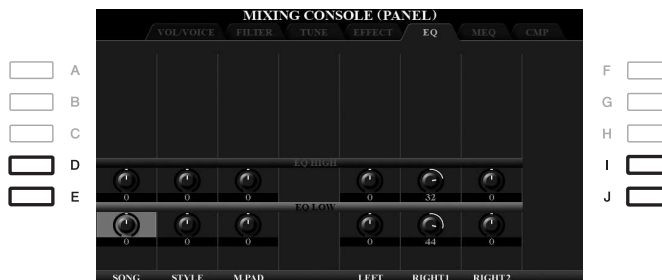 MIXING CONSOLE (PANEL)
VOL/VOICE FILTER TUNE EFFECT EQ MEQ CMP
A F
B G
C H
EQ HIGH
D I
0 0 0 0 32 0
E EQ LOW J
0 0 0 0 44 0
SONG STYLE M.PAD LEFT RIGHT1 RIGHT2